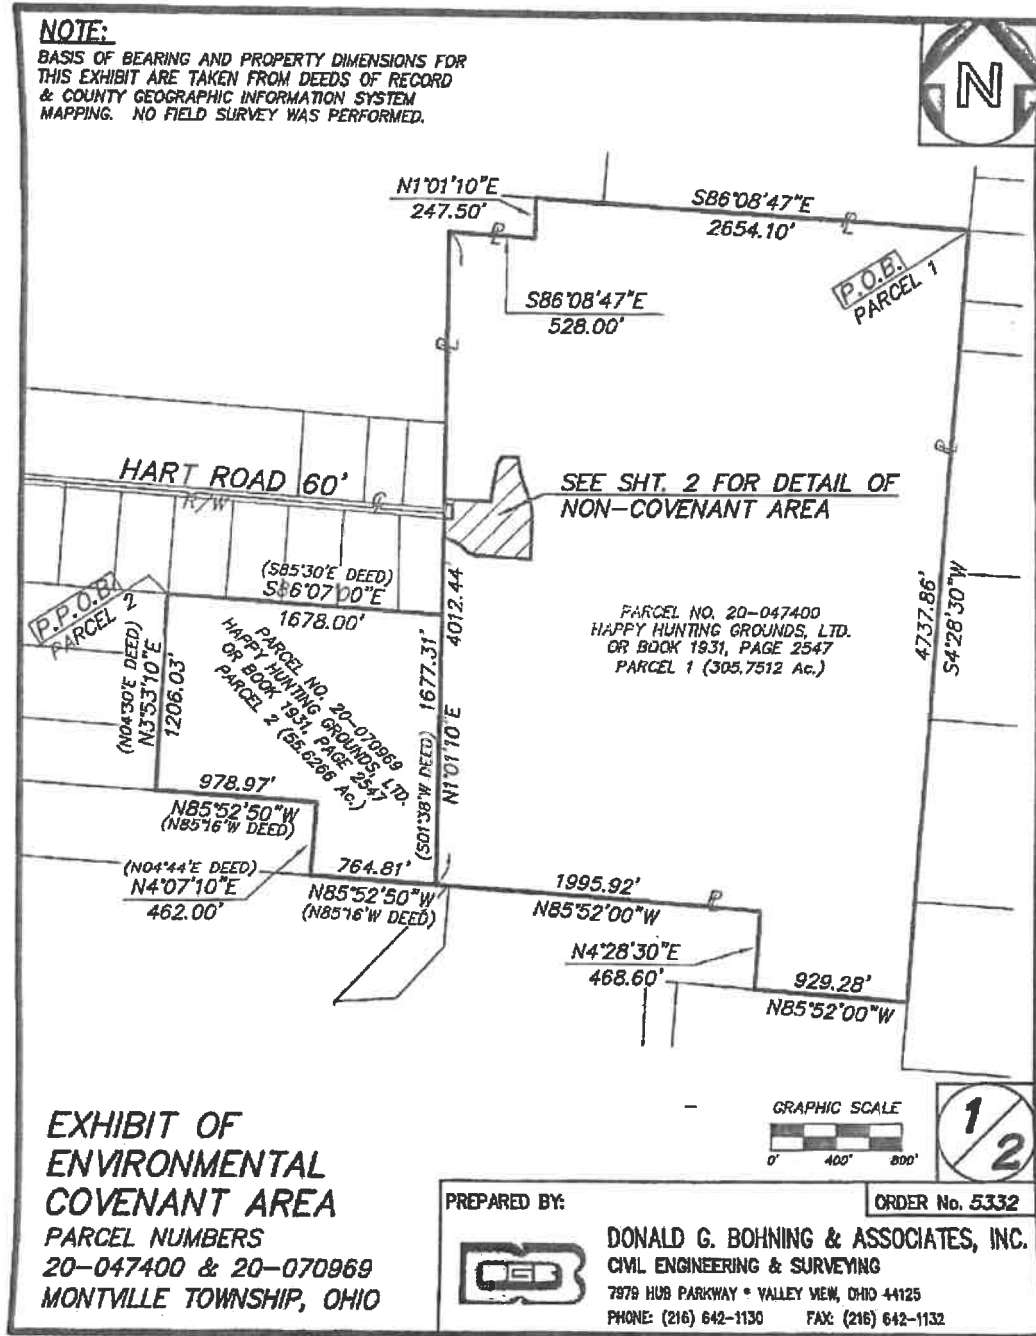 NOTE:
BASIS OF BEARING AND PROPERTY DIMENSIONS FOR
THIS EXHIBIT ARE TAKEN FROM DEEDS OF RECORD
& COUNTY GEOGRAPHIC INFORMATION SYSTEM
MAPPING. NO FIELD SURVEY WAS PERFORMED.
N
N1°01'10"E
247.50'
S86°08'47"E
2654.10'
S86°08'47"E
528.00'
P.O.B.
PARCEL 1
HART ROAD 60'
R/W
SEE SHT. 2 FOR DETAIL OF
NON-COVENANT AREA
(S85°30'E DEED)
S86°07'00"E
1678.00'
P.P.O.B.
PARCEL 2
(N04°30'E DEED)
N3°53'10"E
1206.03'
PARCEL NO. 20-070969
HAPPY HUNTING GROUNDS, LTD.
OR BOOK 1931, PAGE 2547
PARCEL 2 (55.6266 Ac.)
(S01°38'W DEED)
1677.31'
N1°01'10"E
4012.44'
PARCEL NO. 20-047400
HAPPY HUNTING GROUNDS, LTD.
OR BOOK 1931, PAGE 2547
PARCEL 1 (305.7512 Ac.)
4737.86'
S4°28'30"W
978.97'
N85°52'50"W
(N85°16'W DEED)
(N04°44'E DEED)
N4°07'10"E
462.00'
764.81'
N85°52'50"W
(N85°16'W DEED)
1995.92'
N85°52'00"W
N4°28'30"E
468.60'
929.28'
N85°52'00"W
EXHIBIT OF
ENVIRONMENTAL
COVENANT AREA
PARCEL NUMBERS
20-047400 & 20-070969
MONTVILLE TOWNSHIP, OHIO
GRAPHIC SCALE
0' 400' 800'
1/2
PREPARED BY:
ORDER No. 5332
DONALD G. BOHNING & ASSOCIATES, INC.
CIVIL ENGINEERING & SURVEYING
7979 HUB PARKWAY * VALLEY VIEW, OHIO 44125
PHONE: (216) 642-1130 FAX: (216) 642-1132